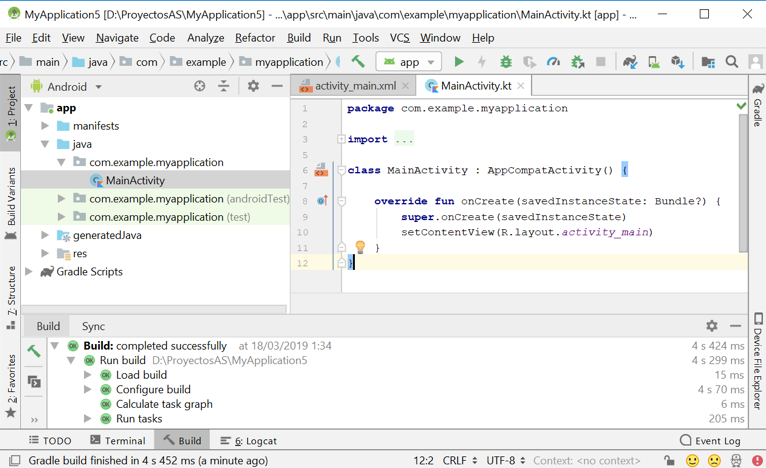 MyApplication5 [D:\ProyectosAS\MyApplication5] - ...\app\src\main\java\com\example\myapplication\MainActivity.kt [app] - ...
File Edit View Navigate Code Analyze Refactor Build Run Tools VCS Window Help
rc main java com example myapplication app
1: Project
Build Variants
7: Structure
2: Favorites
Android
app
manifests
java
com.example.myapplication
MainActivity
com.example.myapplication (androidTest)
com.example.myapplication (test)
generatedJava
res
Gradle Scripts
activity_main.xml MainActivity.kt
1 package com.example.myapplication
2
3 import ...
5
6 class MainActivity : AppCompatActivity() {
7
8 override fun onCreate(savedInstanceState: Bundle?) {
9 super.onCreate(savedInstanceState)
10 setContentView(R.layout.activity_main)
11 }
12 }
Gradle
Device File Explorer
Build Sync
Build: completed successfully at 18/03/2019 1:34 4 s 424 ms
Run build D:\ProyectosAS\MyApplication5 4 s 299 ms
Load build 15 ms
Configure build 4 s 70 ms
Calculate task graph 6 ms
Run tasks 205 ms
TODO Terminal Build 6: Logcat Event Log
Gradle build finished in 4 s 452 ms (a minute ago) 12:2 CRLF UTF-8 Context: <no context>